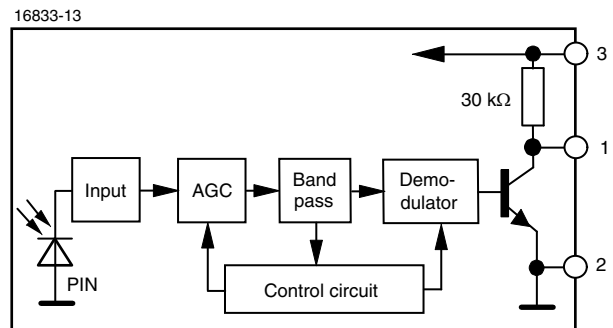 16833-13
3
30 kΩ
1
Input
AGC
Band
pass
Demo-
dulator
2
PIN
Control circuit